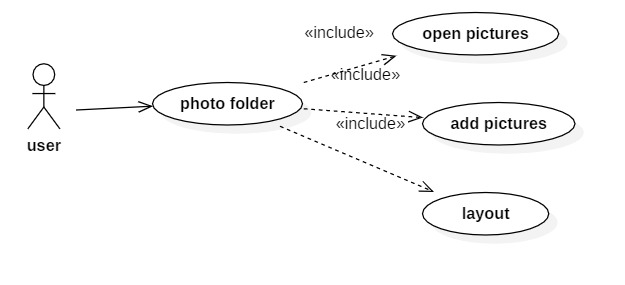 «include»
open pictures
«include»
photo folder
add pictures
«include»
user
layout